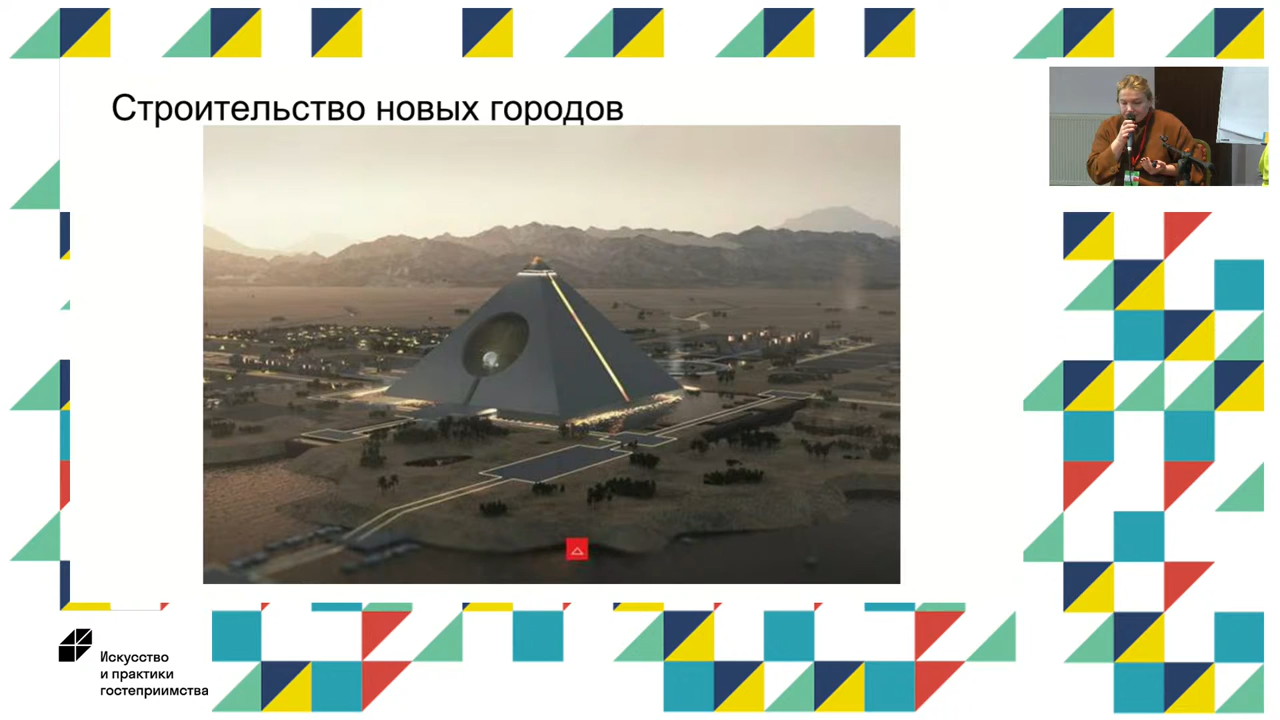 Строительство новых городов
Искусство
и практики
гостеприимства